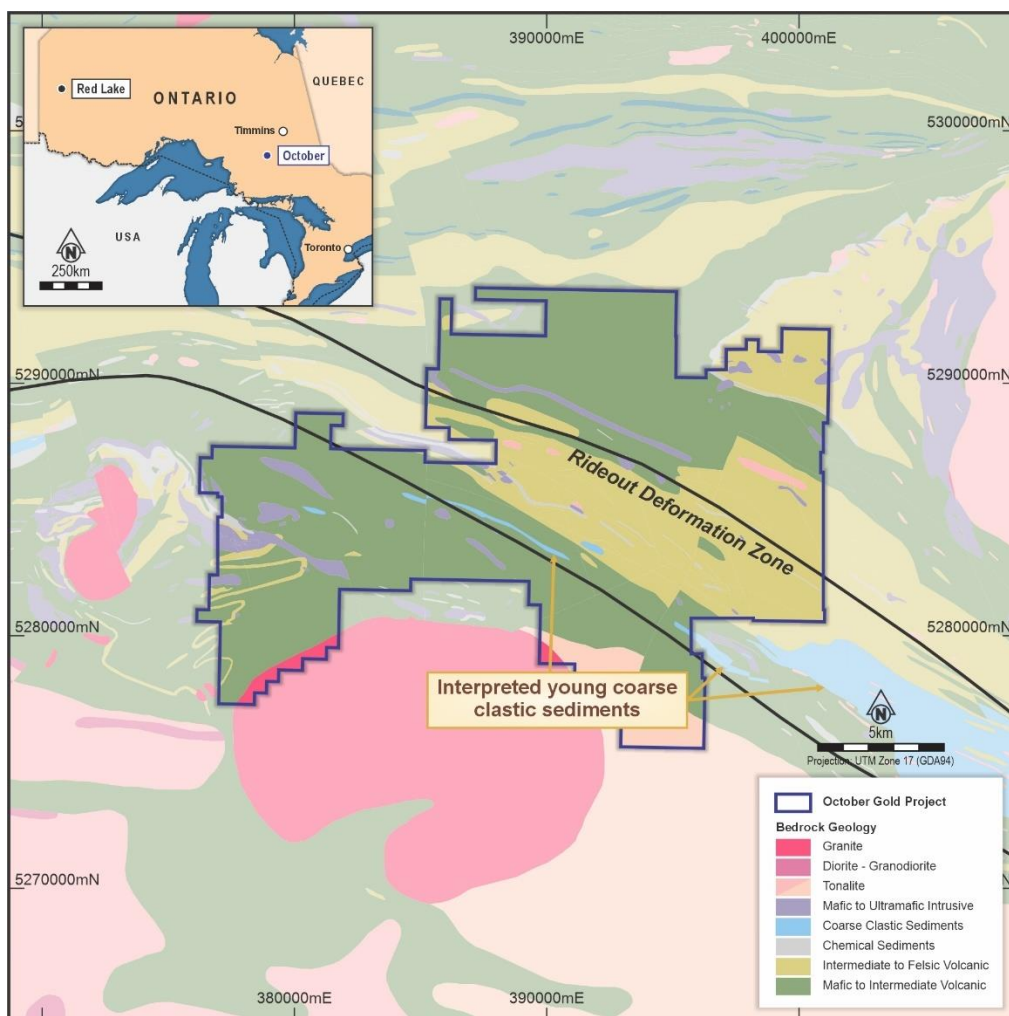 390000mE
400000mE
QUEBEC
Red Lake
ONTARIO
Timmins
October
USA
Toronto
N
250km
5300000mN
5290000mN
5290000mN
Rideout Deformation Zone
5280000mN
5280000mN
Interpreted young coarse
clastic sediments
N
5km
Projection: UTM Zone 17 (GDA94)
October Gold Project
Bedrock Geology
Granite
Diorite - Granodiorite
Tonalite
Mafic to Ultramafic Intrusive
Coarse Clastic Sediments
Chemical Sediments
Intermediate to Felsic Volcanic
Mafic to Intermediate Volcanic
5270000mN
380000mE
390000mE